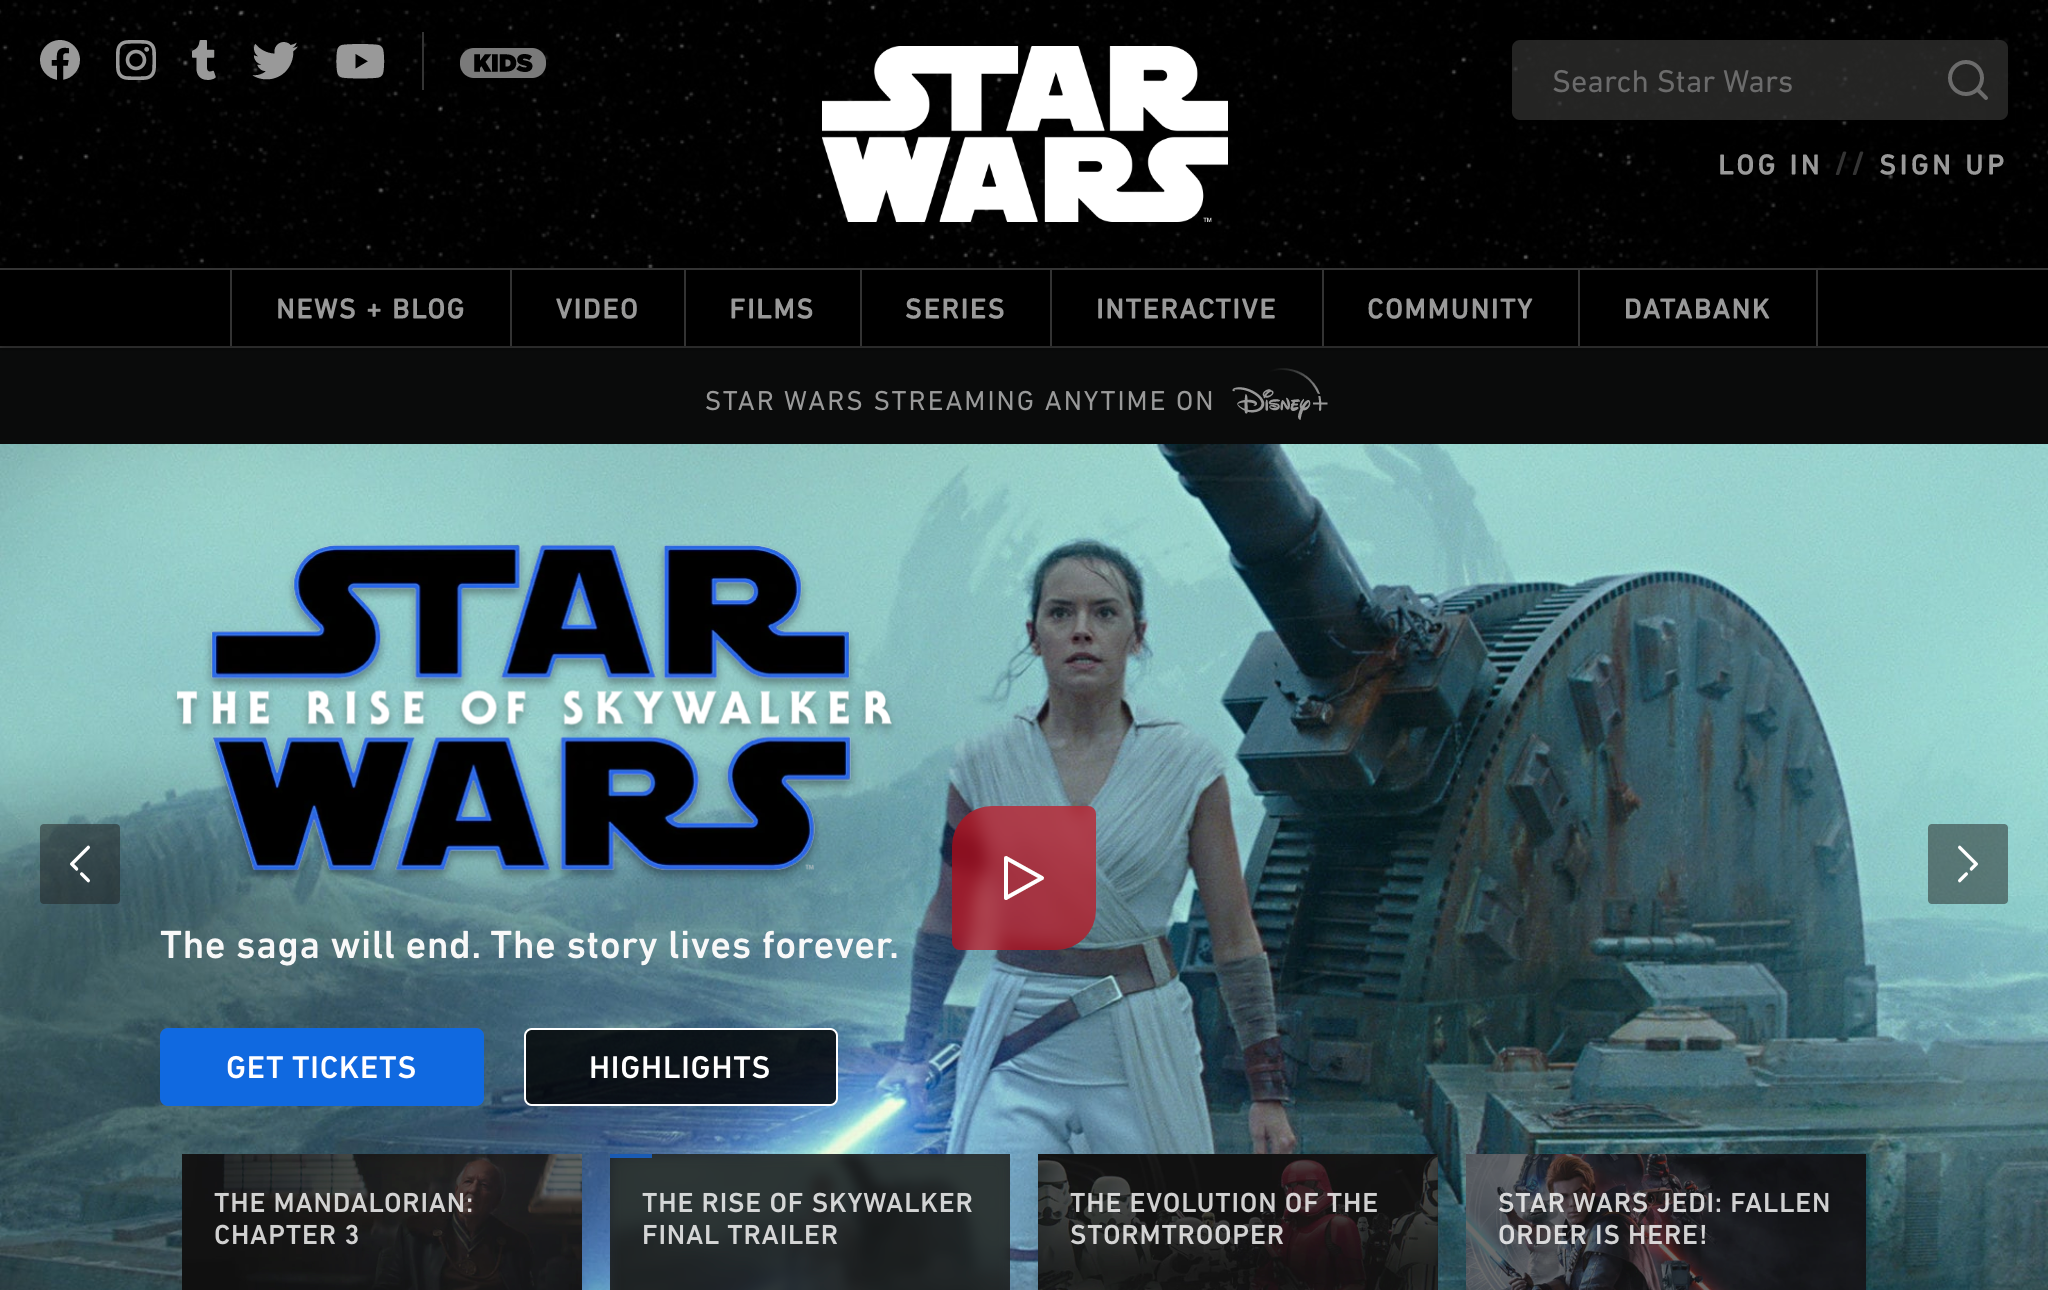 KIDS
STAR
WARS
TM
Search Star Wars
LOG IN // SIGN UP
NEWS + BLOG
VIDEO
FILMS
SERIES
INTERACTIVE
COMMUNITY
DATABANK
STAR WARS STREAMING ANYTIME ON Disney+
STAR
THE RISE OF SKYWALKER
WARS
The saga will end. The story lives forever.
GET TICKETS
HIGHLIGHTS
THE MANDALORIAN:
CHAPTER 3
THE RISE OF SKYWALKER
FINAL TRAILER
THE EVOLUTION OF THE
STORMTROOPER
STAR WARS JEDI: FALLEN
ORDER IS HERE!